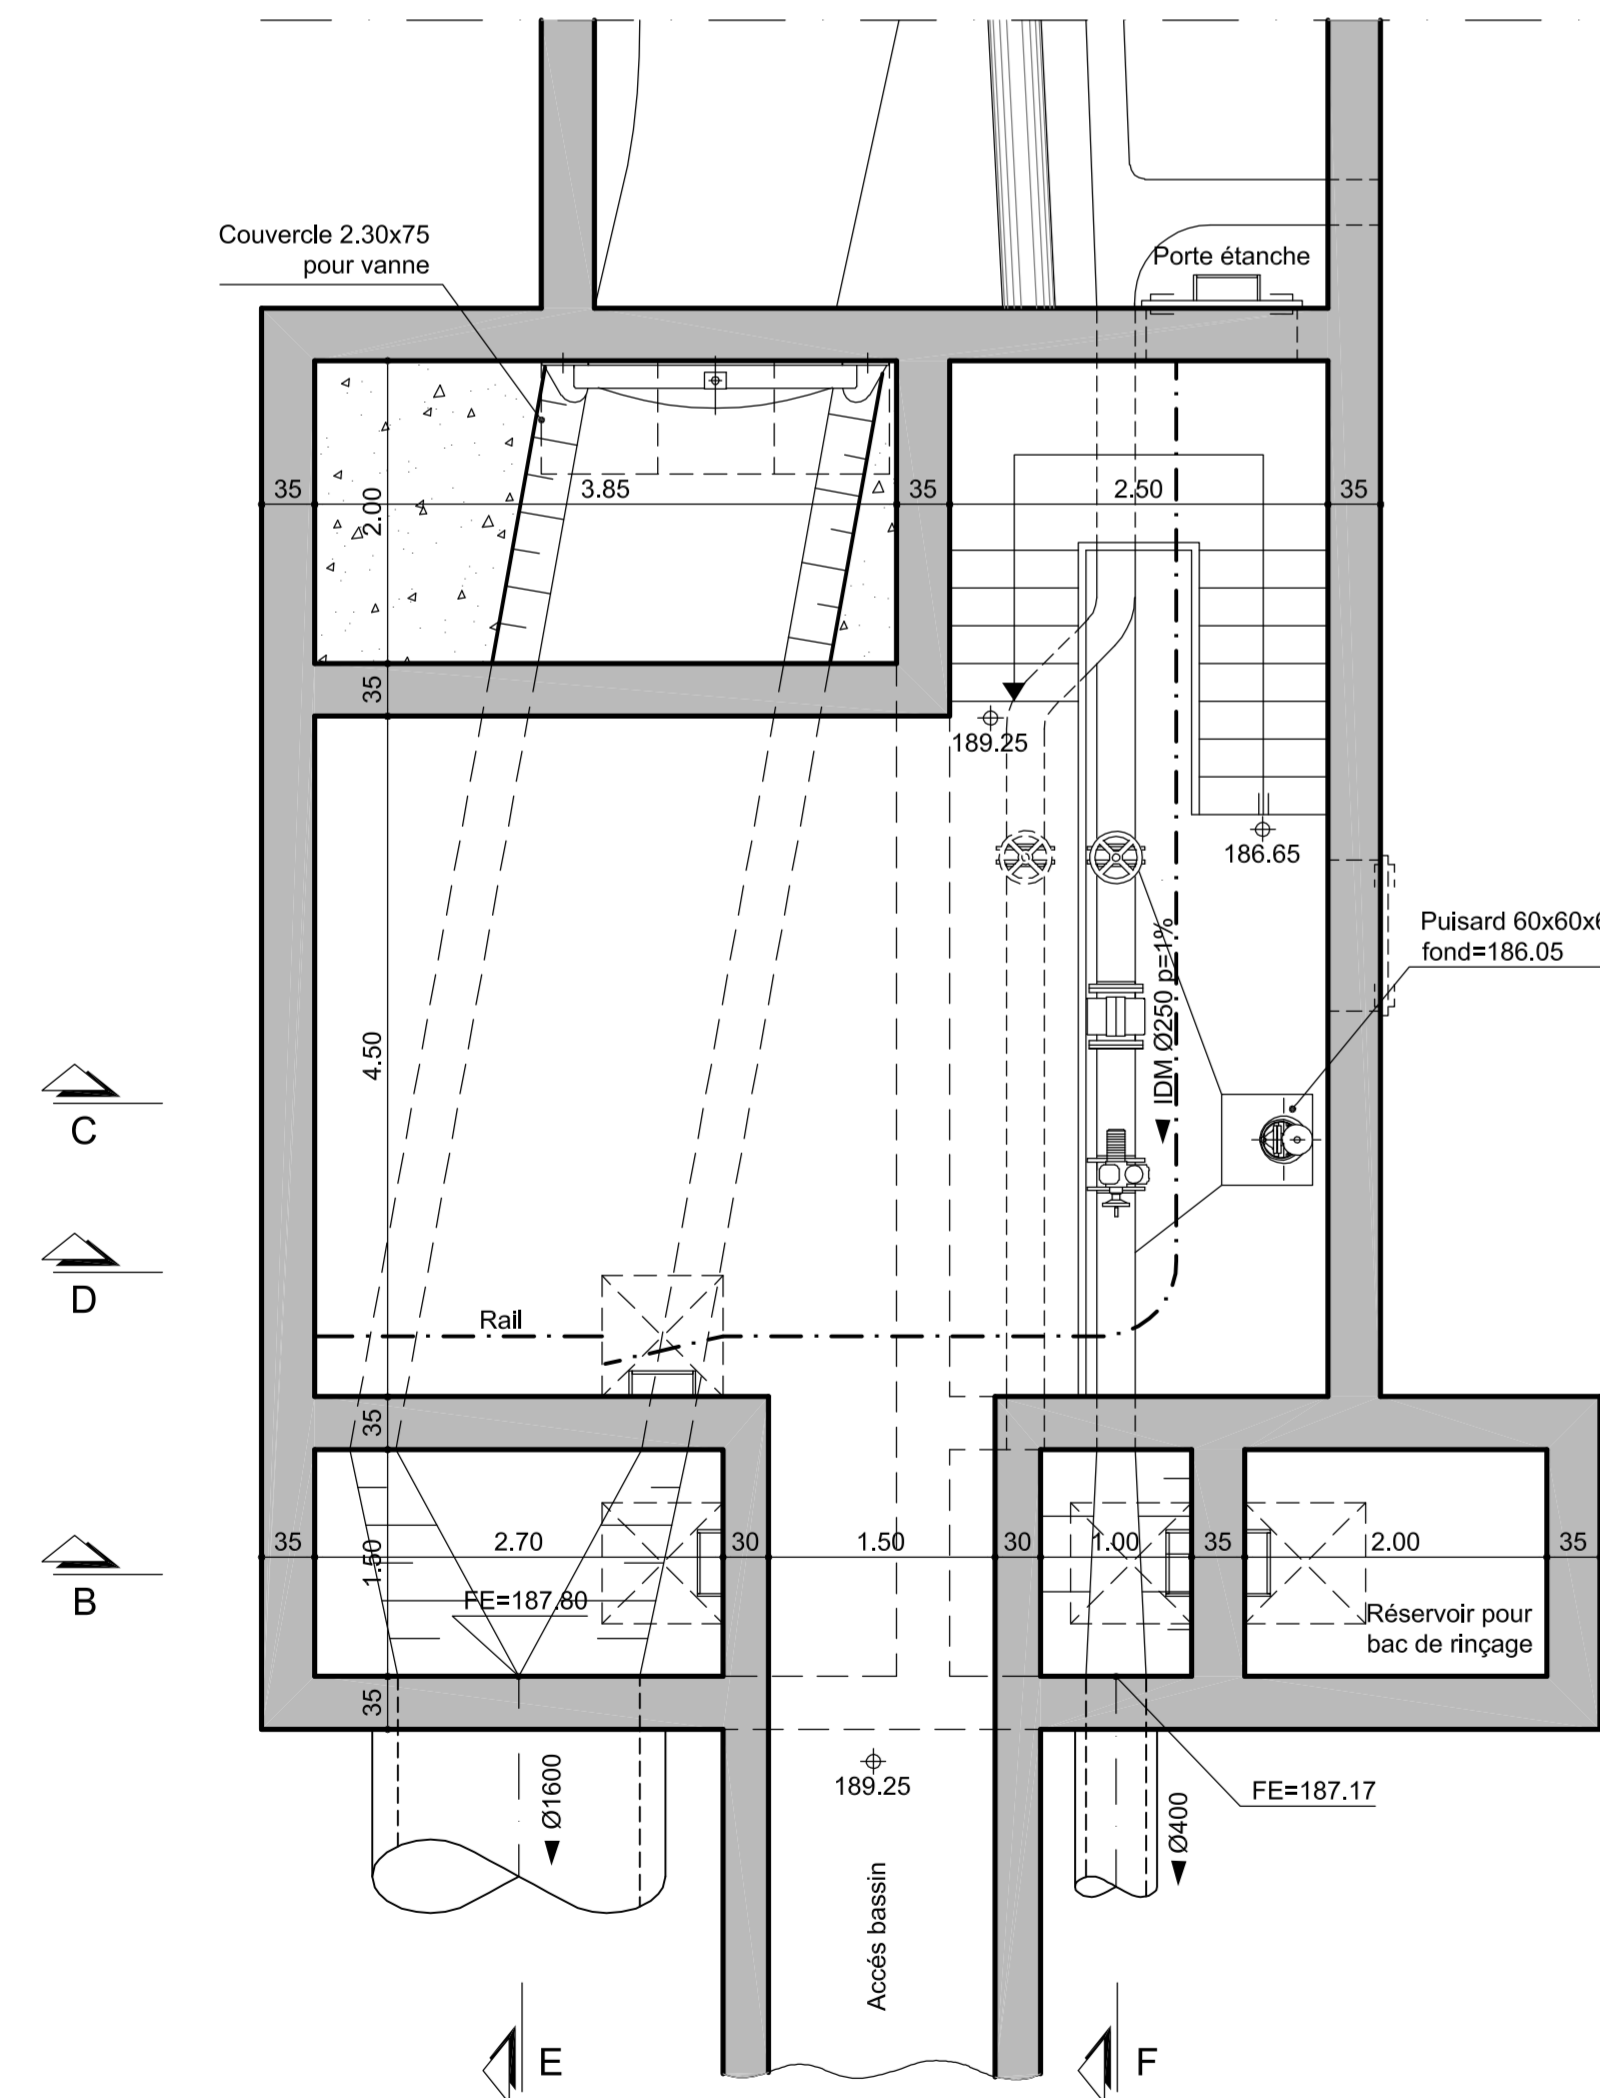 Couvercle 2.30x75
pour vanne
Porte étanche
35
3.85
35
2.50
35
2.00
35
189.25
186.65
Puisard 60x60x6
fond=186.05
IDM Ø250 p=1%
4.50
C
D
Rail
35
35
2.70
30
1.50
30
1.00
35
2.00
35
1.50
B
FE=187.80
Réservoir pour
bac de rinçage
35
189.25
FE=187.17
Ø1600
Ø400
Accés bassin
E
F